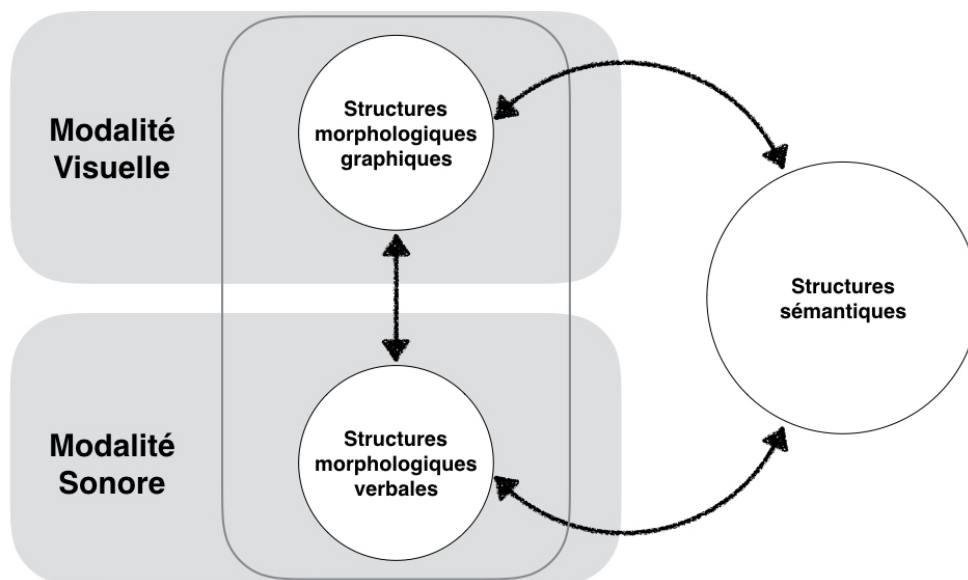 Modalité
Visuelle
Structures
morphologiques
graphiques
Structures
sémantiques
Modalité
Sonore
Structures
morphologiques
verbales